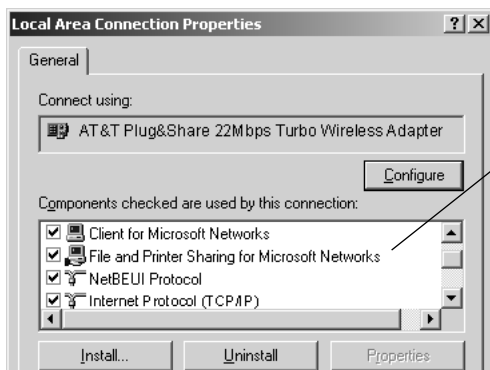 Local Area Connection Properties
General
Connect using:
AT&T Plug&Share 22Mbps Turbo Wireless Adapter
Configure
Components checked are used by this connection:
Client for Microsoft Networks
File and Printer Sharing for Microsoft Networks
NetBEUI Protocol
Internet Protocol (TCP/IP)
Install... Uninstall Properties